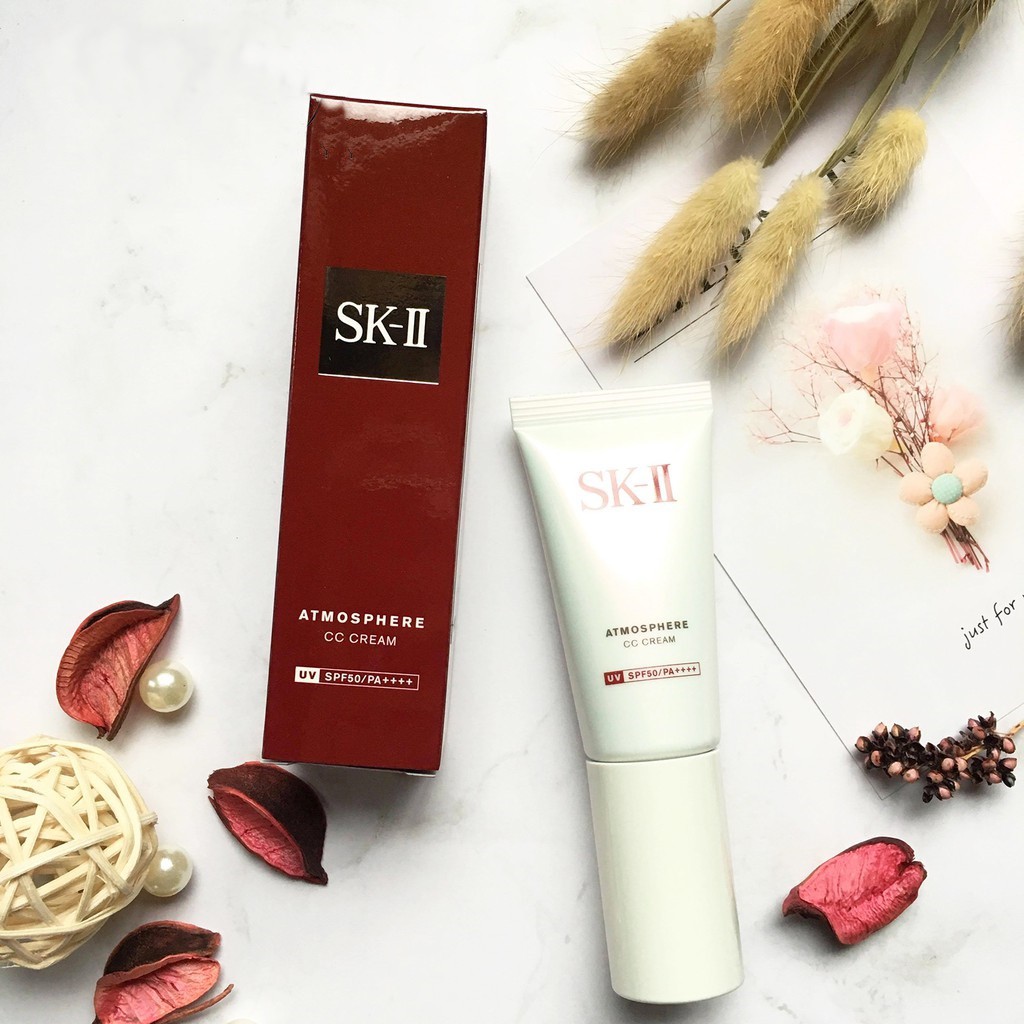 SK-II
ATMOSPHERE
CC CREAM
UV SPF50/PA++++
SK-II
ATMOSPHERE
CC CREAM
UV SPF50/PA++++
just for